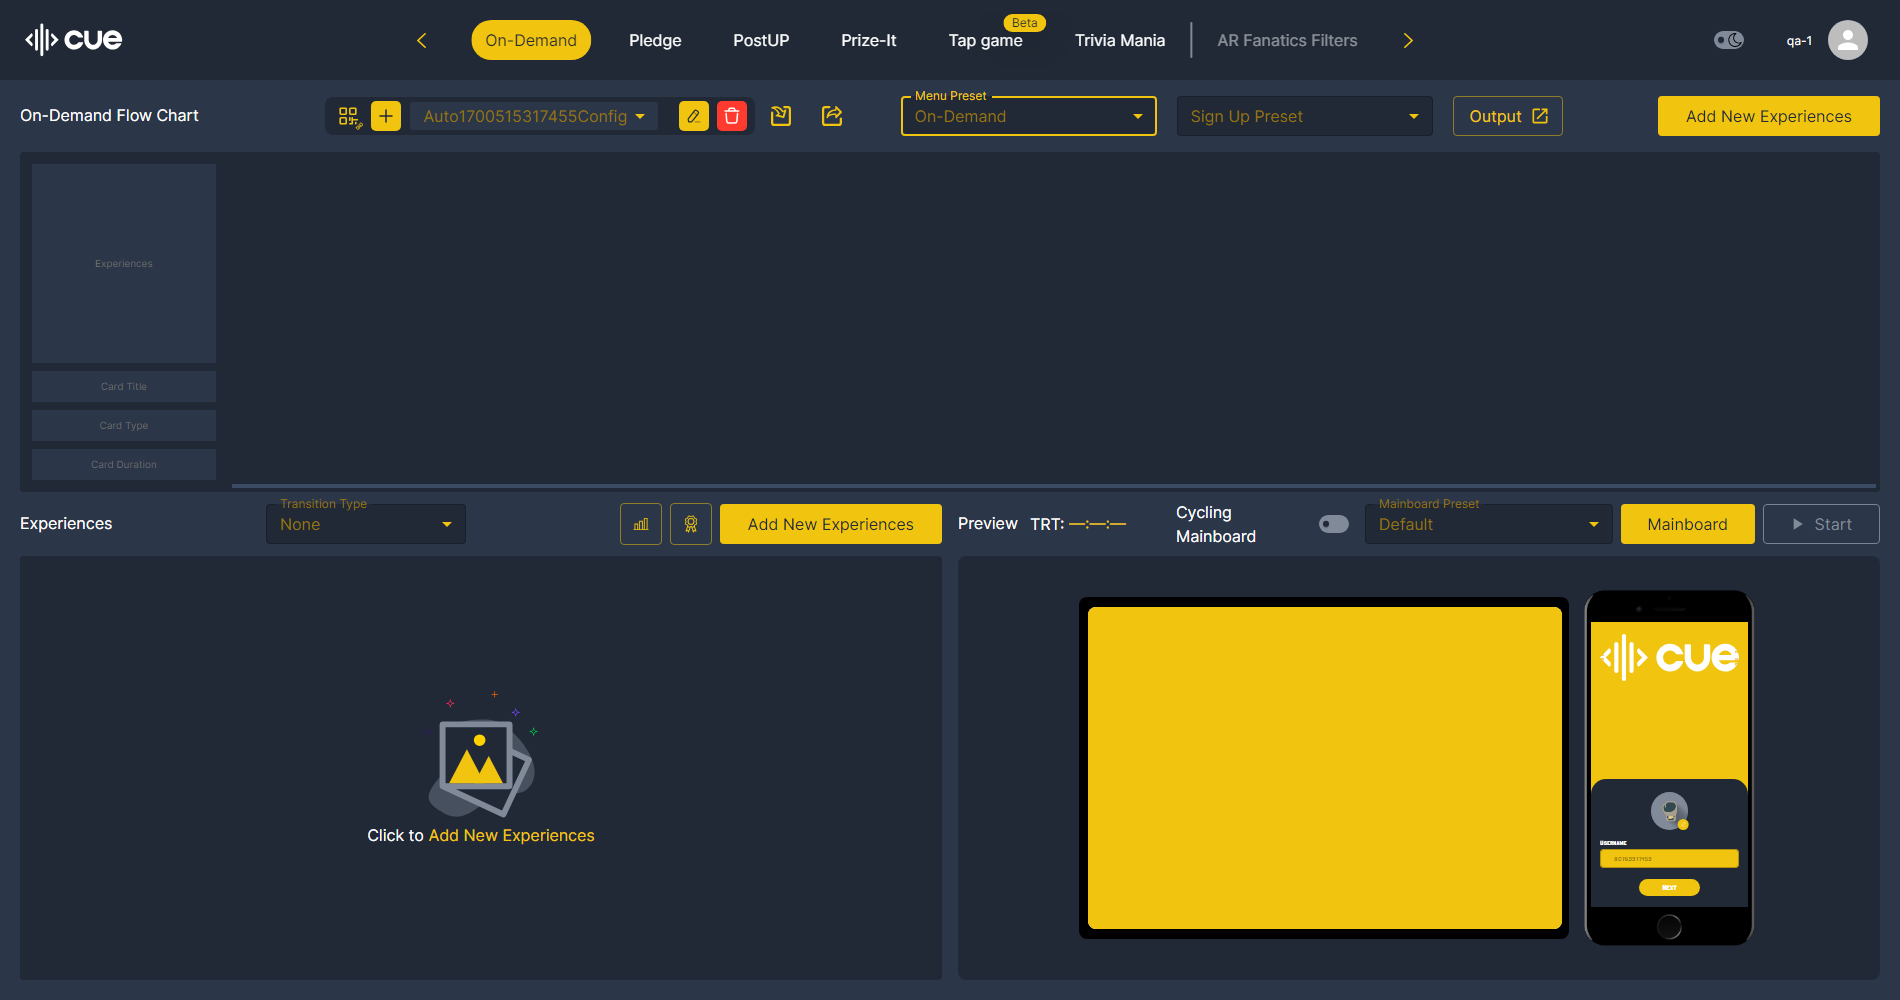 cue
On-Demand
Pledge
PostUP
Prize-It
Beta
Tap game
Trivia Mania
AR Fanatics Filters
qa-1
On-Demand Flow Chart
Auto1700515317455Config
Menu Preset
On-Demand
Sign Up Preset
Output
Add New Experiences
Experiences
Card Title
Card Type
Card Duration
Experiences
Transition Type
None
Add New Experiences
Preview
TRT: —:—:—
Cycling
Mainboard
Mainboard Preset
Default
Mainboard
Start
Click to Add New Experiences
cue
USERNAME
NEXT